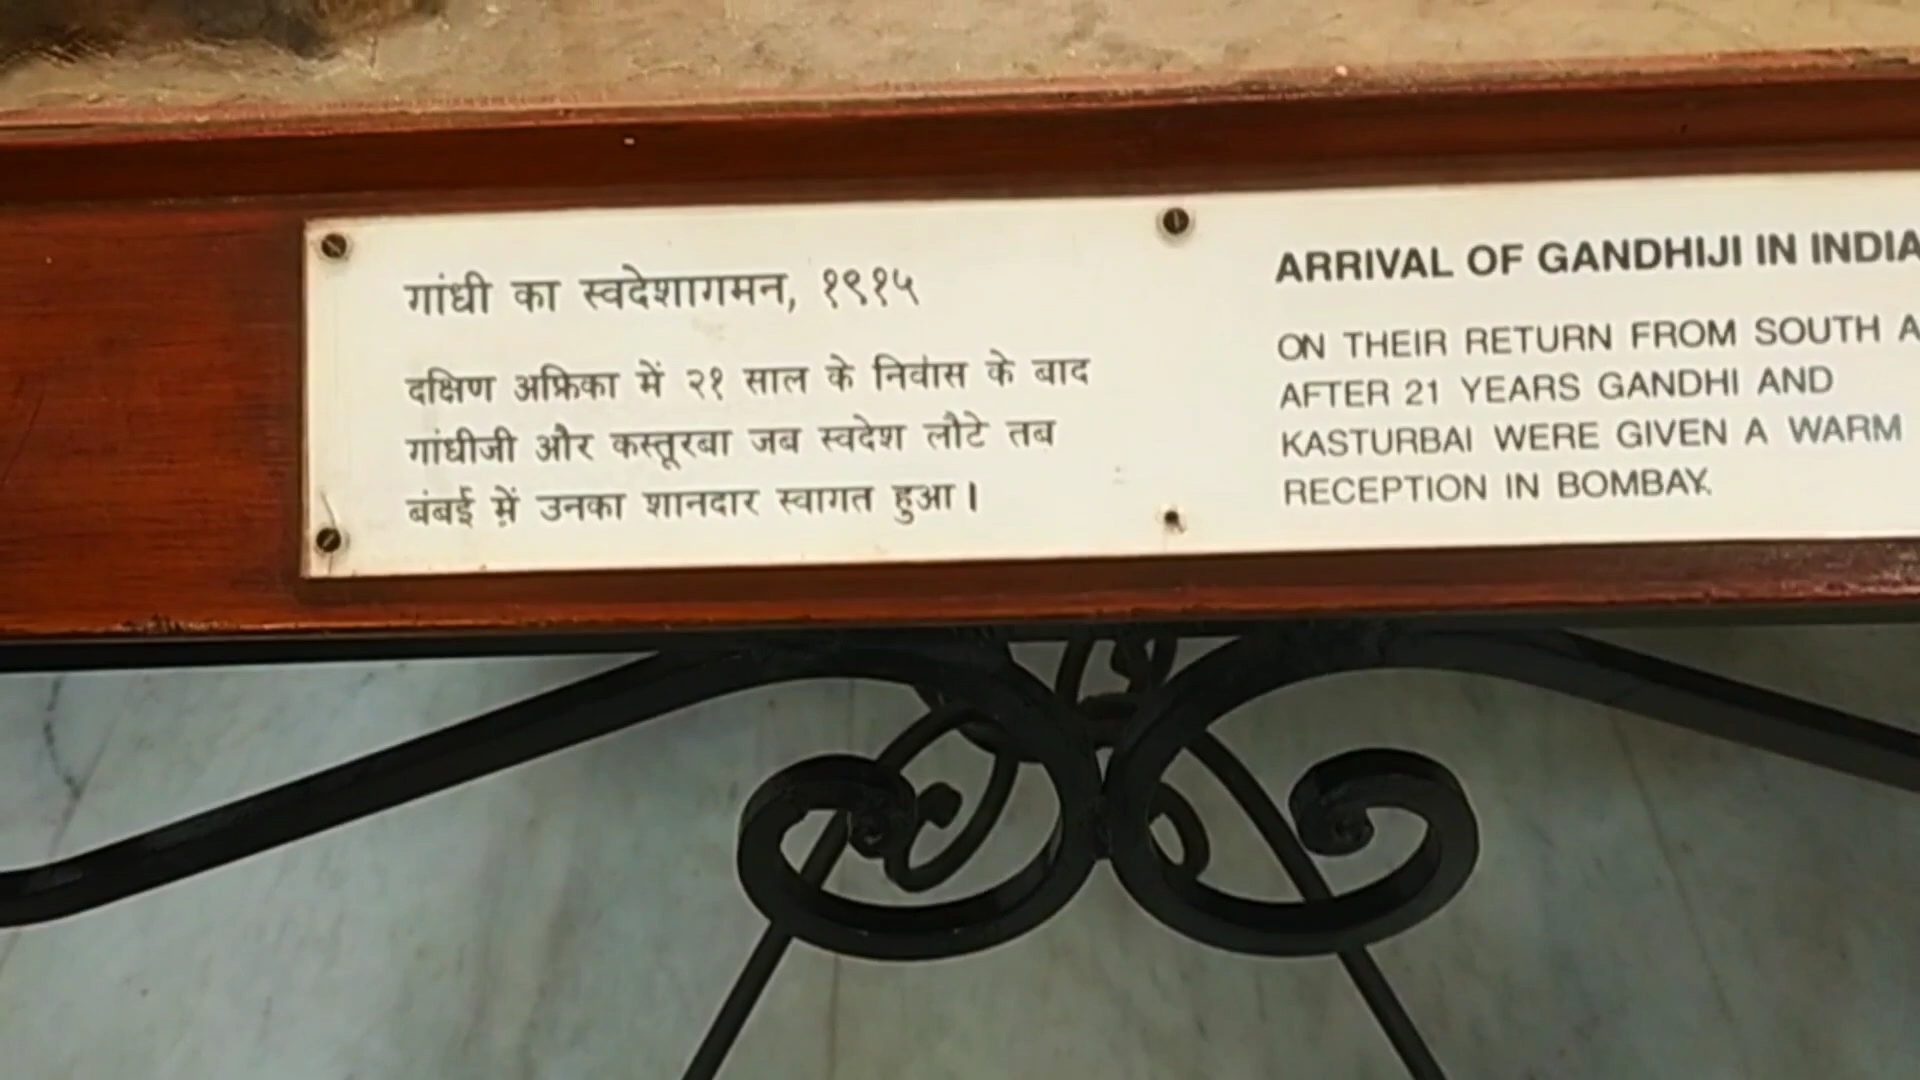 गांधी का स्वदेशागमन, १९१५
दक्षिण अफ्रिका में २१ साल के निवास के बाद
गांधीजी और कस्तूरबा जब स्वदेश लौटे तब
बंबई में उनका शानदार स्वागत हुआ।
ARRIVAL OF GANDHIJI IN INDIA
ON THEIR RETURN FROM SOUTH A
AFTER 21 YEARS GANDHI AND
KASTURBAI WERE GIVEN A WARM
RECEPTION IN BOMBAY.